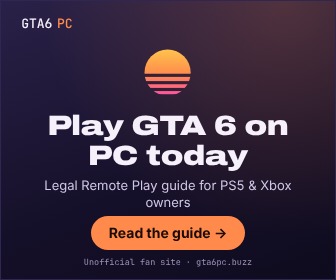 GTA6 PC
Play GTA 6 on
PC today
Legal Remote Play guide for PS5 & Xbox
owners
Read the guide →
Unofficial fan site · gta6pc.buzz